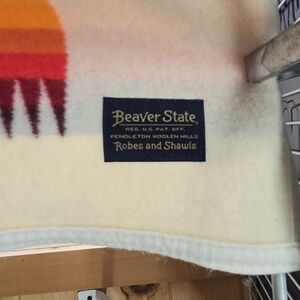 Beaver State®
REG. U.S. PAT. OFF.
PENDLETON WOOLEN MILLS
Robes and Shawls